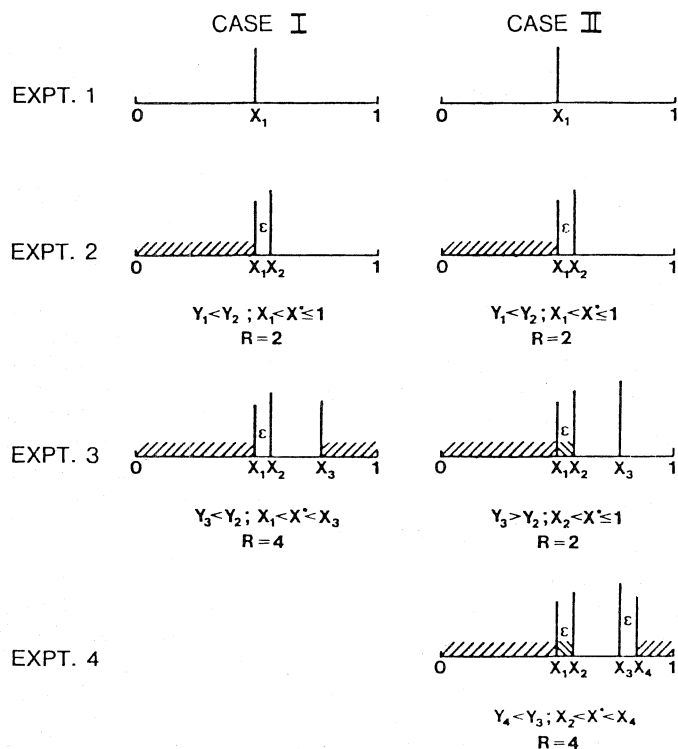 CASE I CASE II
EXPT. 1
0 X₁ 1 0 X₁ 1
ε ε
EXPT. 2
0 X₁X₂ 1 0 X₁X₂ 1
Y₁<Y₂ ; X₁<X*≤1 Y₁<Y₂ ; X₁<X*≤1
R=2 R=2
ε ε
EXPT. 3
0 X₁X₂ X₃ 1 0 X₁X₂ X₃ 1
Y₃<Y₂ ; X₁<X*<X₃ Y₃>Y₂ ; X₂<X*≤1
R=4 R=2
ε ε
EXPT. 4
0 X₁X₂ X₃ X₄ 1
Y₄<Y₃ ; X₂<X*<X₄
R=4